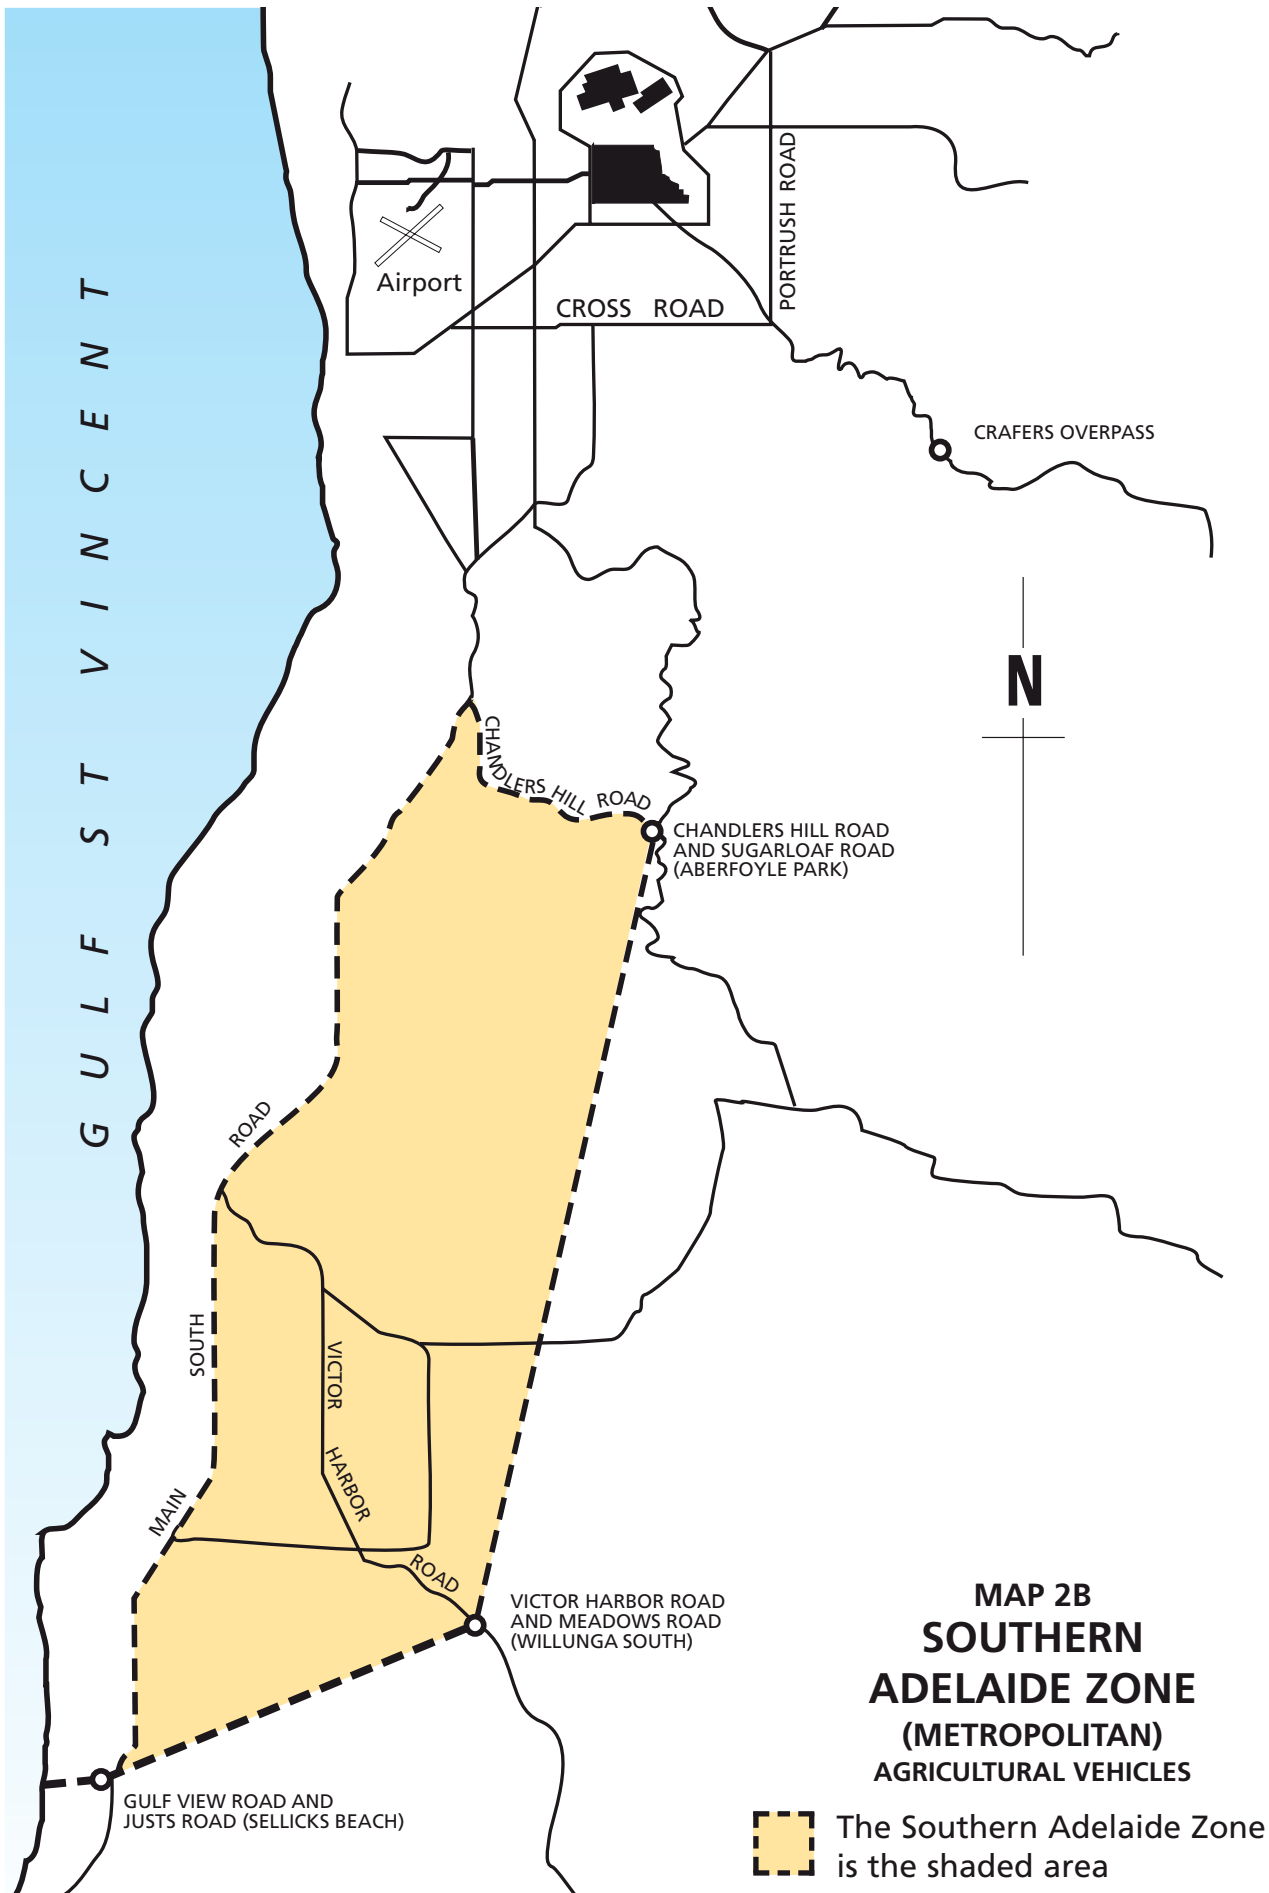 GULF ST VINCENT
Airport
CROSS ROAD
PORTRUSH ROAD
CRAFERS OVERPASS
N
CHANDLERS HILL ROAD
CHANDLERS HILL ROAD
AND SUGARLOAF ROAD
(ABERFOYLE PARK)
MAIN SOUTH ROAD
VICTOR HARBOR ROAD
VICTOR HARBOR ROAD
AND MEADOWS ROAD
(WILLUNGA SOUTH)
GULF VIEW ROAD AND
JUSTS ROAD (SELLICKS BEACH)
MAP 2B
SOUTHERN
ADELAIDE ZONE
(METROPOLITAN)
AGRICULTURAL VEHICLES
The Southern Adelaide Zone
is the shaded area